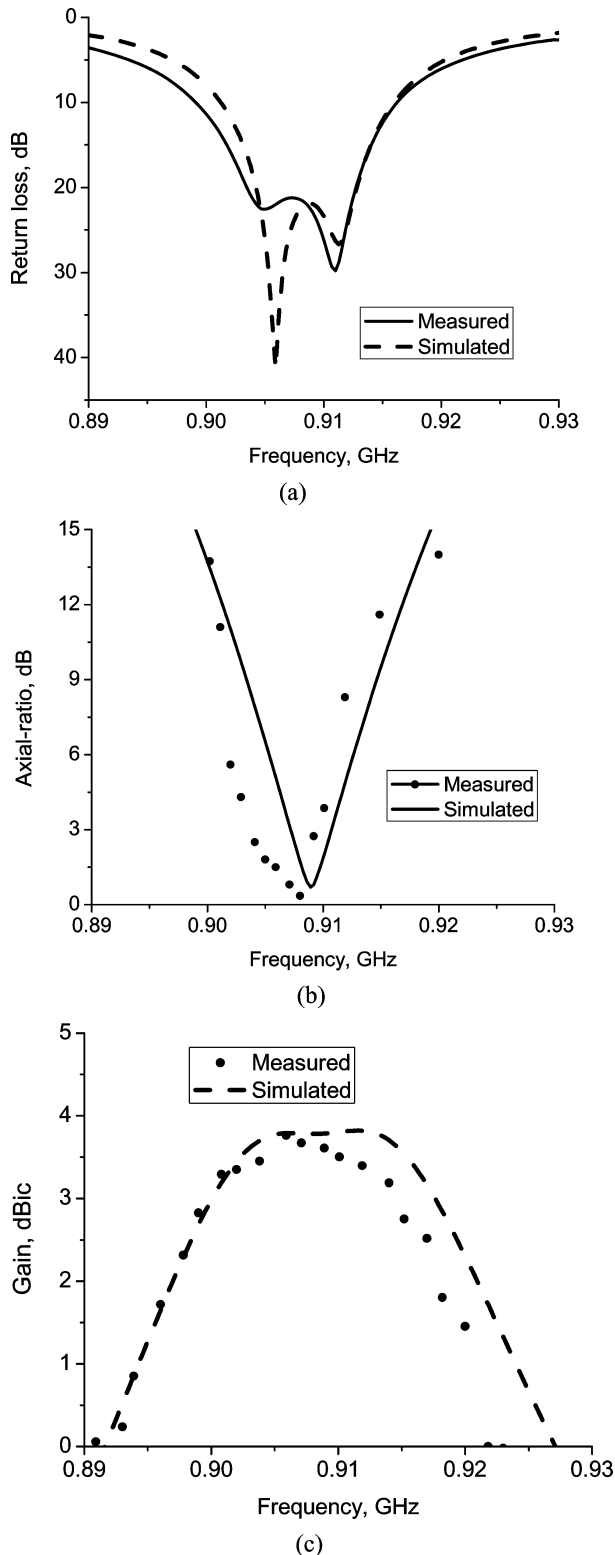 0
10
20
30
40
Return loss, dB
Measured
Simulated
0.89 0.90 0.91 0.92 0.93
Frequency, GHz
(a)
15
12
9
6
3
0
Axial-ratio, dB
Measured
Simulated
0.89 0.90 0.91 0.92 0.93
Frequency, GHz
(b)
5
4
3
2
1
0
Gain, dBic
Measured
Simulated
0.89 0.90 0.91 0.92 0.93
Frequency, GHz
(c)